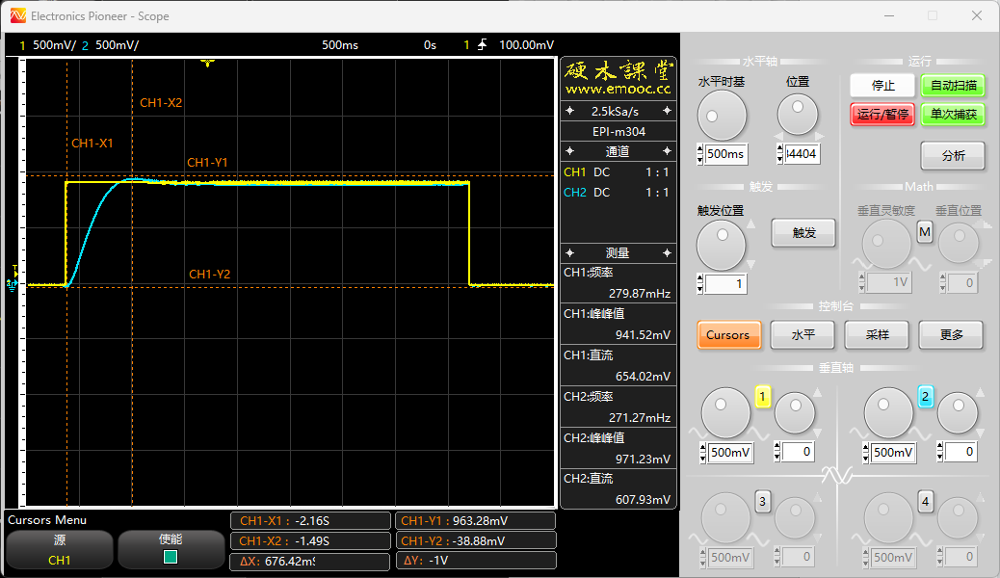 Electronics Pioneer - Scope
1 500mV/ 2 500mV/ 500ms 0s 1 100.00mV
CH1-X2
CH1-X1
CH1-Y1
CH1-Y2
T
硬木課堂
www.emooc.cc
2.5kSa/s
EPI-m304
通道
CH1 DC 1 : 1
CH2 DC 1 : 1
测量
CH1:频率
279.87mHz
CH1:峰峰值
941.52mV
CH1:直流
654.02mV
CH2:频率
271.27mHz
CH2:峰峰值
971.23mV
CH2:直流
607.93mV
Cursors Menu
源
CH1
使能
CH1-X1 : -2.16S
CH1-X2 : -1.49S
ΔX: 676.42mS
CH1-Y1 : 963.28mV
CH1-Y2 : -38.88mV
ΔY: -1V
水平轴
水平时基 位置
500ms
34404
运行
停止 自动扫描
运行/暂停 单次捕获
分析
触发
触发位置
触发
1
Math
垂直灵敏度 垂直位置
M
1V 0
控制台
Cursors 水平 采样 更多
垂直轴
1 2
500mV 0 500mV 0
3 4
500mV 0 500mV 0